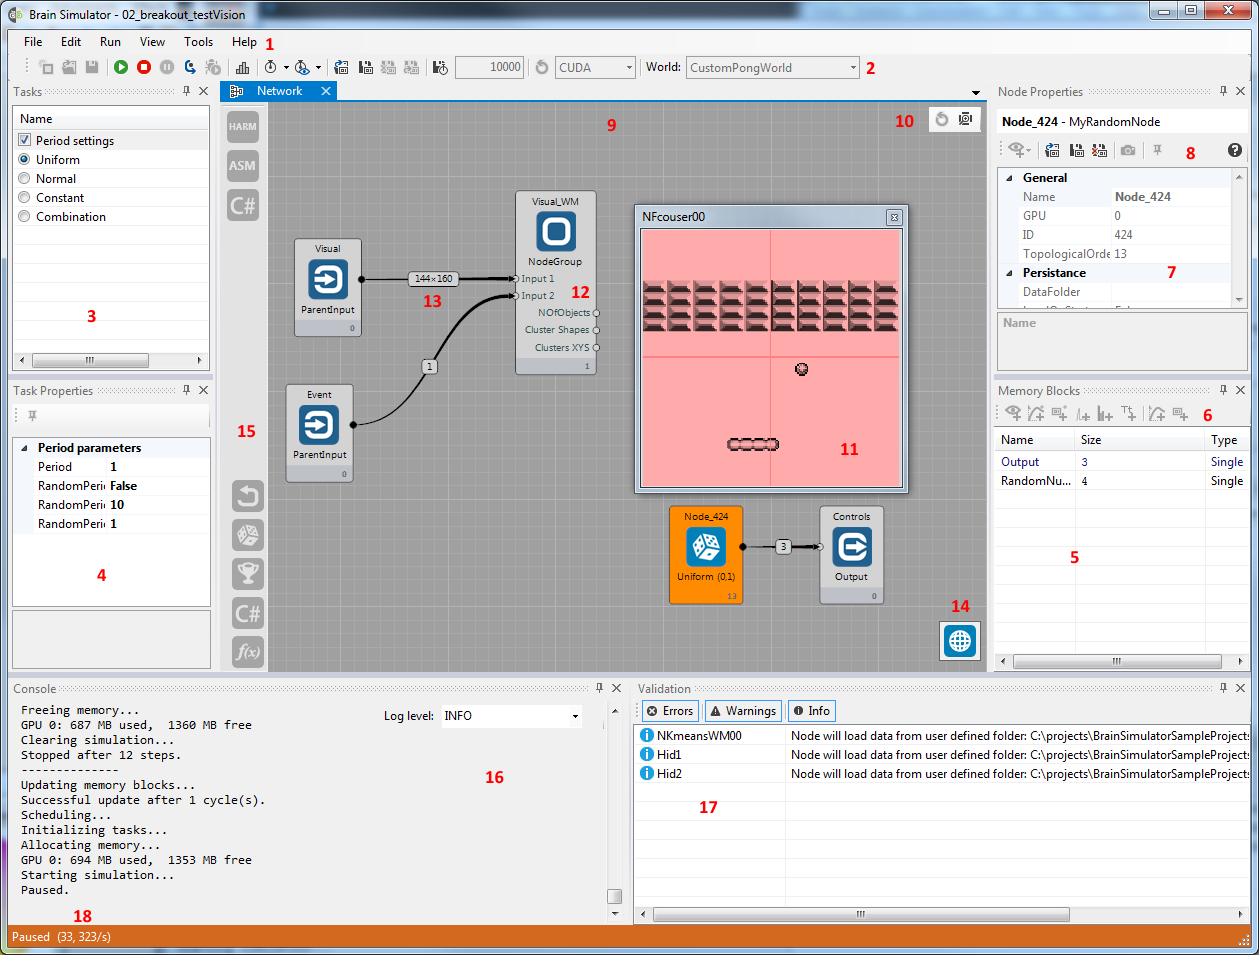 Brain Simulator - 02_breakout_testVision
File Edit Run View Tools Help 1
10000 CUDA World: CustomPongWorld 2
Tasks
Name
Period settings
Uniform
Normal
Constant
Combination
3
Task Properties
Period parameters
Period 1
RandomPeri False
RandomPeri 10
RandomPeri 1
4
Network
HARM
ASM
C#
15
C#
f(x)
9
10
Visual
ParentInput
0
144×160
13
Event
ParentInput
0
1
Visual_WM
NodeGroup
Input 1
Input 2
12
NOfObjects
Cluster Shapes
Clusters XYS
1
NFcouser00
11
Node_424
Uniform (0,1)
13
3
Controls
Output
0
14
Node Properties
Node_424 - MyRandomNode
8
General
Name Node_424
GPU 0
ID 424
TopologicalOrde 13
Persistance
7
DataFolder
Name
Memory Blocks
6
Name Size Type
Output 3 Single
RandomNu... 4 Single
5
Console
Log level: INFO
Freeing memory...
GPU 0: 687 MB used, 1360 MB free
Clearing simulation...
Stopped after 12 steps.
--------------
Updating memory blocks...
Successful update after 1 cycle(s).
Scheduling...
Initializing tasks...
Allocating memory...
GPU 0: 694 MB used, 1353 MB free
Starting simulation...
Paused.
16
18
Validation
Errors Warnings Info
NKmeansWM00 Node will load data from user defined folder: C:\projects\BrainSimulatorSampleProjects
Hid1 Node will load data from user defined folder: C:\projects\BrainSimulatorSampleProjects
Hid2 Node will load data from user defined folder: C:\projects\BrainSimulatorSampleProjects
17
Paused (33, 323/s)